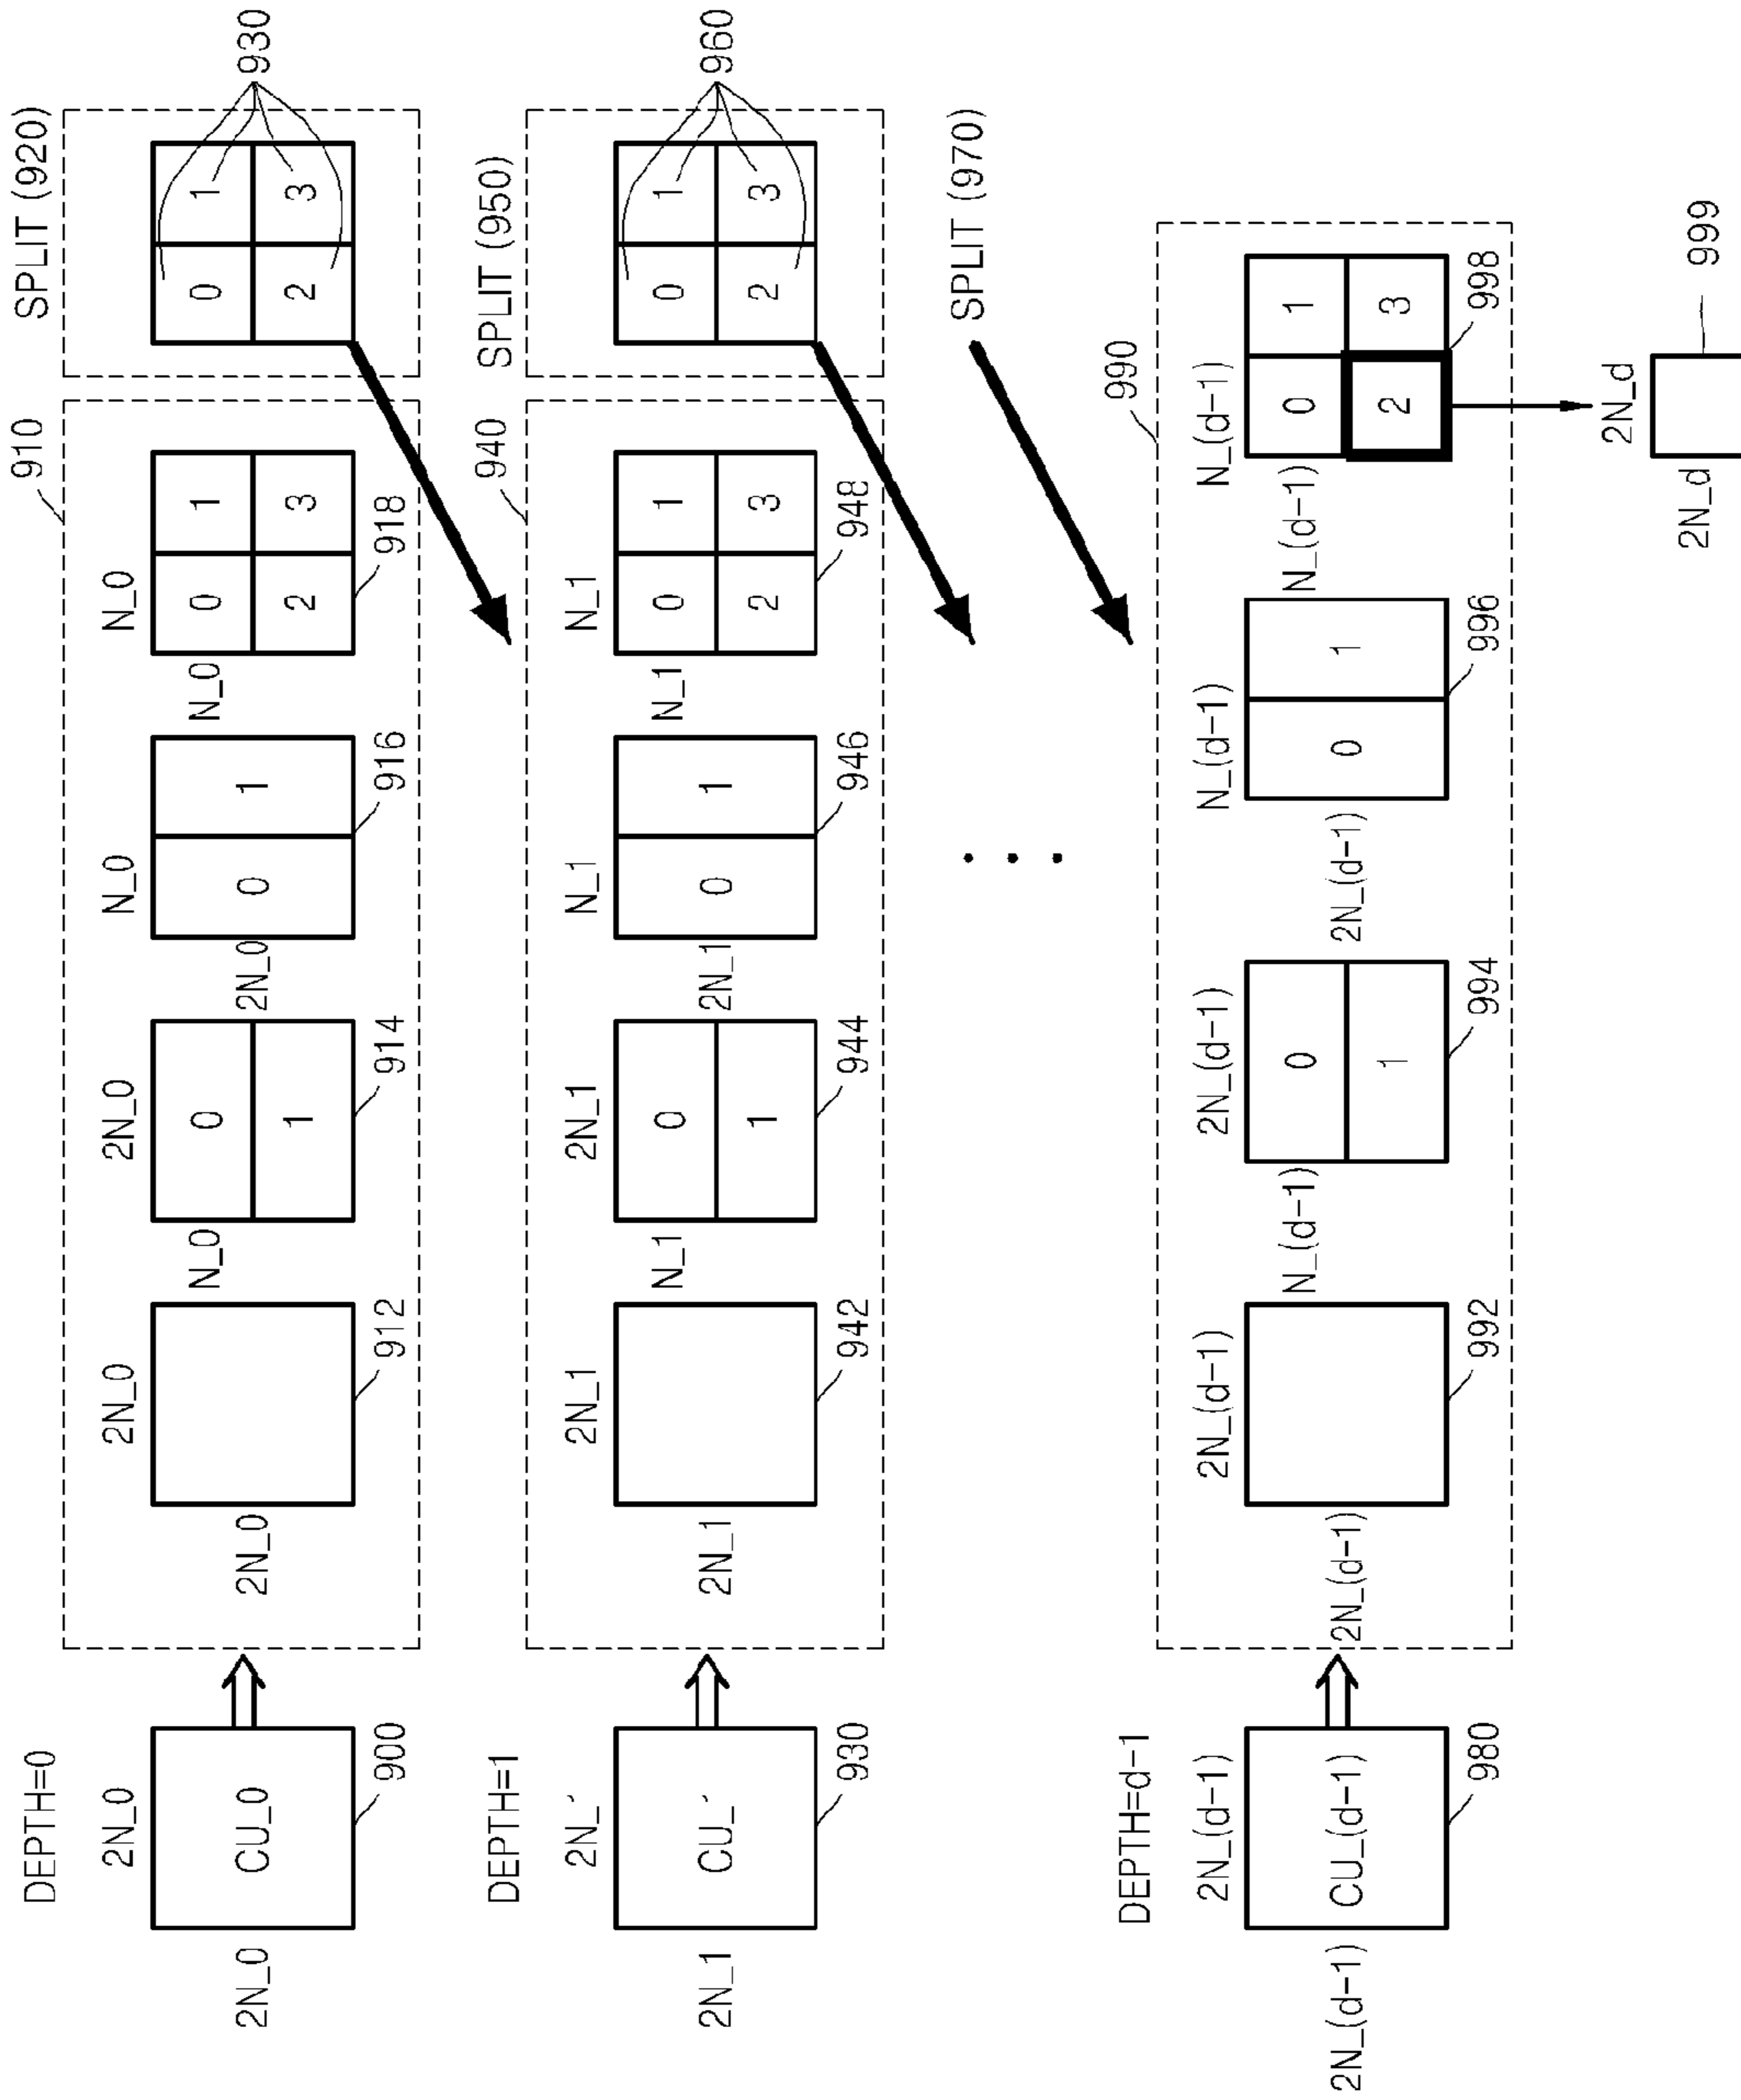 DEPTH=0
2N_0
2N_0
CU_0
900
910
2N_0
2N_0
912
2N_0
N_0
0
1
914
N_0
2N_0
0
1
916
N_0
N_0
0
1
2
3
918
SPLIT (920)
0
1
2
3
930
DEPTH=1
2N_
2N_1
CU_
930
940
2N_1
2N_1
942
2N_1
N_1
0
1
944
N_1
2N_1
0
1
946
N_1
N_1
0
1
2
3
948
SPLIT (950)
0
1
2
3
960
SPLIT (970)
DEPTH=d-1
2N_(d-1)
2N_(d-1)
CU_(d-1)
980
990
2N_(d-1)
2N_(d-1)
992
2N_(d-1)
N_(d-1)
0
1
994
N_(d-1)
2N_(d-1)
0
1
996
N_(d-1)
N_(d-1)
0
1
2
3
998
2N_d
2N_d
999